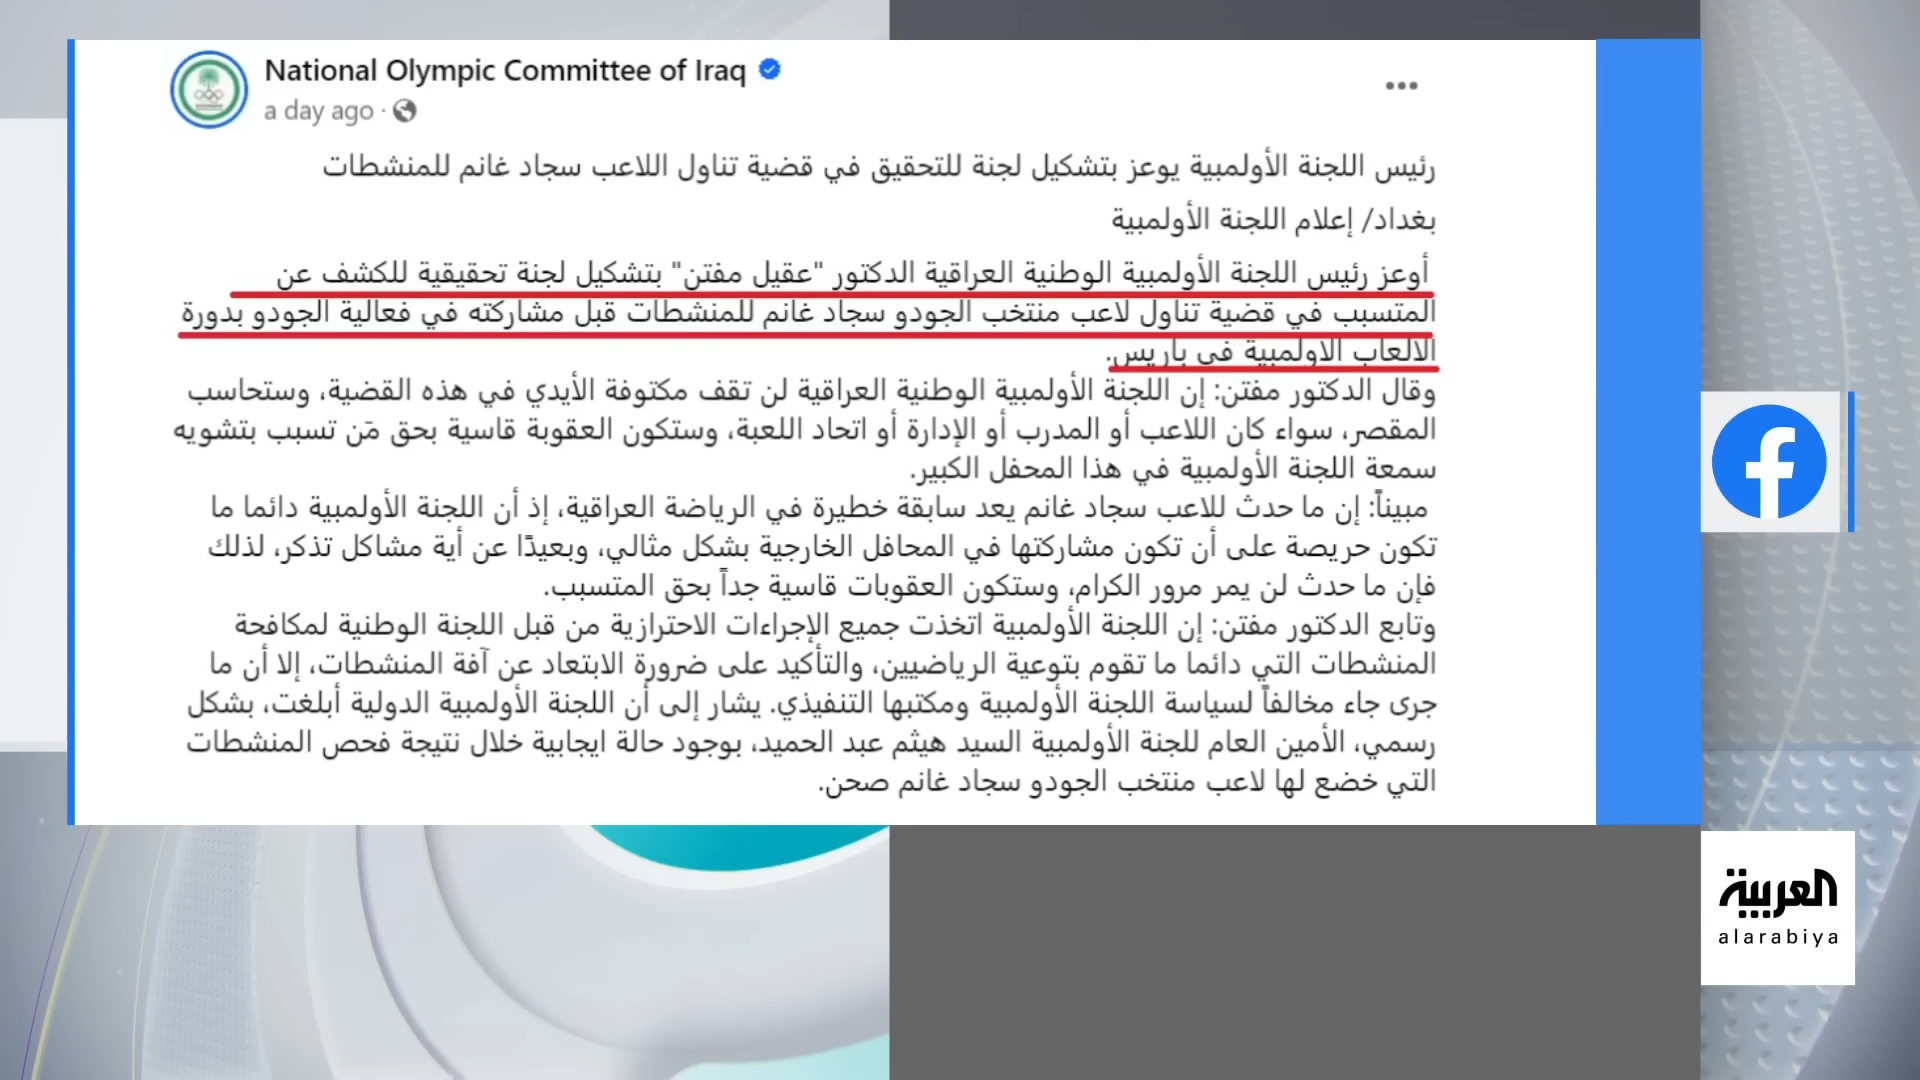 National Olympic Committee of Iraq
a day ago ·
رئيس اللجنة الأولمبية يوعز بتشكيل لجنة للتحقيق في قضية تناول اللاعب سجاد غانم للمنشطات
بغداد/ إعلام اللجنة الأولمبية
أوعز رئيس اللجنة الأولمبية الوطنية العراقية الدكتور "عقيل مفتن" بتشكيل لجنة تحقيقية للكشف عن
المتسبب في قضية تناول لاعب منتخب الجودو سجاد غانم للمنشطات قبل مشاركته في فعالية الجودو بدورة
الالعاب الاولمبية في باريس.
وقال الدكتور مفتن: إن اللجنة الأولمبية الوطنية العراقية لن تقف مكتوفة الأيدي في هذه القضية، وستحاسب
المقصر، سواء كان اللاعب أو المدرب أو الإدارة أو اتحاد اللعبة، وستكون العقوبة قاسية بحق مَن تسبب بتشويه
سمعة اللجنة الأولمبية في هذا المحفل الكبير.
مبيناً: إن ما حدث للاعب سجاد غانم يعد سابقة خطيرة في الرياضة العراقية، إذ أن اللجنة الأولمبية دائما ما
تكون حريصة على أن تكون مشاركتها في المحافل الخارجية بشكل مثالي، وبعيدًا عن أية مشاكل تذكر، لذلك
فإن ما حدث لن يمر مرور الكرام، وستكون العقوبات قاسية جداً بحق المتسبب.
وتابع الدكتور مفتن: إن اللجنة الأولمبية اتخذت جميع الإجراءات الاحترازية من قبل اللجنة الوطنية لمكافحة
المنشطات التي دائما ما تقوم بتوعية الرياضيين، والتأكيد على ضرورة الابتعاد عن آفة المنشطات، إلا أن ما
جرى جاء مخالفاً لسياسة اللجنة الأولمبية ومكتبها التنفيذي. يشار إلى أن اللجنة الأولمبية الدولية أبلغت، بشكل
رسمي، الأمين العام للجنة الأولمبية السيد هيثم عبد الحميد، بوجود حالة ايجابية خلال نتيجة فحص المنشطات
التي خضع لها لاعب منتخب الجودو سجاد غانم صحن.
العربية
alarabiya